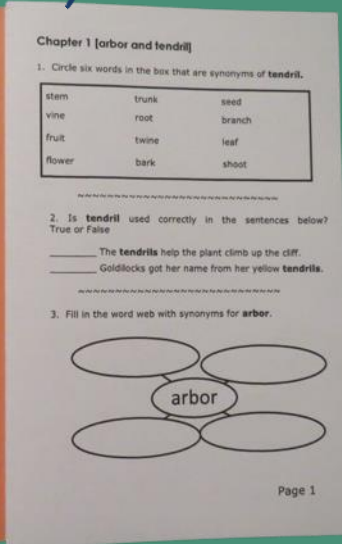 Chapter 1 [arbor and tendril]
1. Circle six words in the box that are synonyms of tendril.
stem trunk seed
vine root branch
fruit twine leaf
flower bark shoot
~~~~~~~~~~~~~~~~~~~~~~~~~~~~
2. Is tendril used correctly in the sentences below?
True or False
________ The tendrils help the plant climb up the cliff.
________ Goldilocks got her name from her yellow tendrils.
~~~~~~~~~~~~~~~~~~~~~~~~~~~~
3. Fill in the word web with synonyms for arbor.
arbor
Page 1